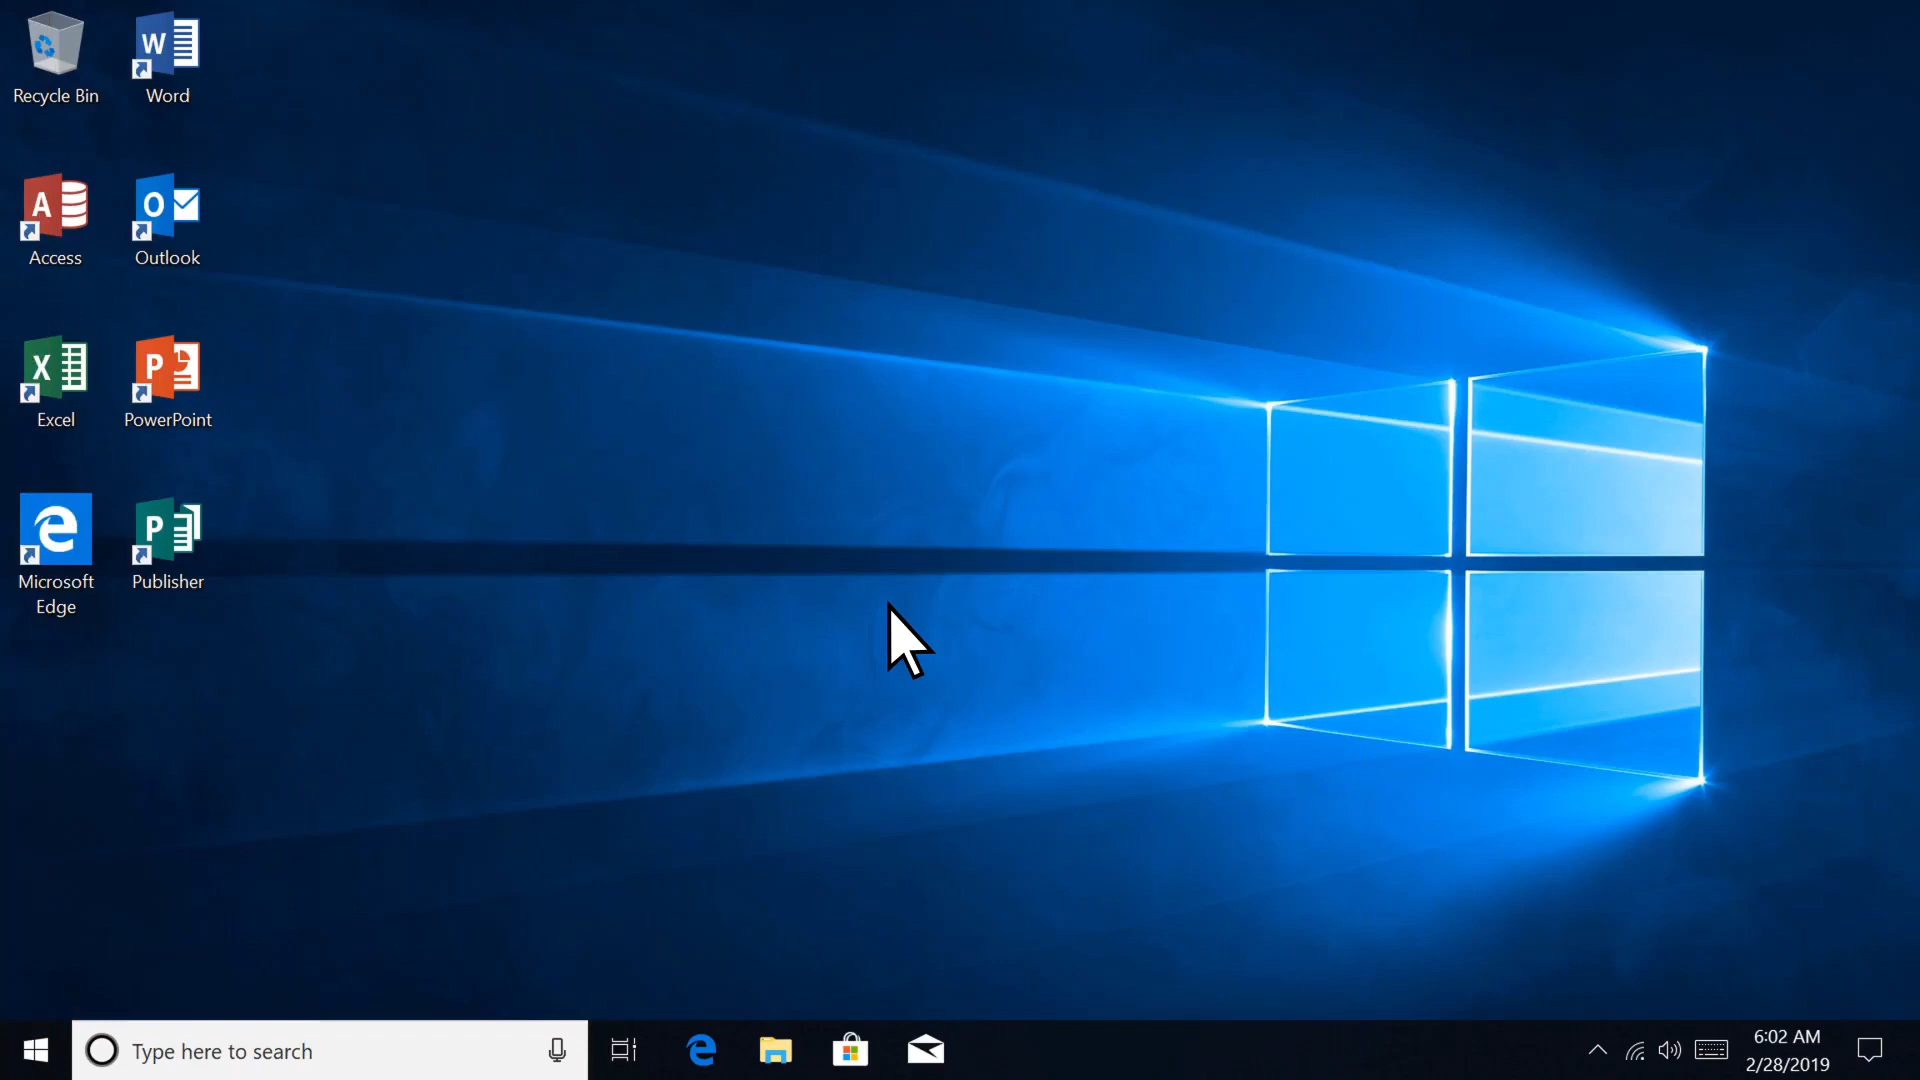 Recycle Bin
Word
Access
Outlook
Excel
PowerPoint
Microsoft
Edge
Publisher
Type here to search
6:02 AM
2/28/2019